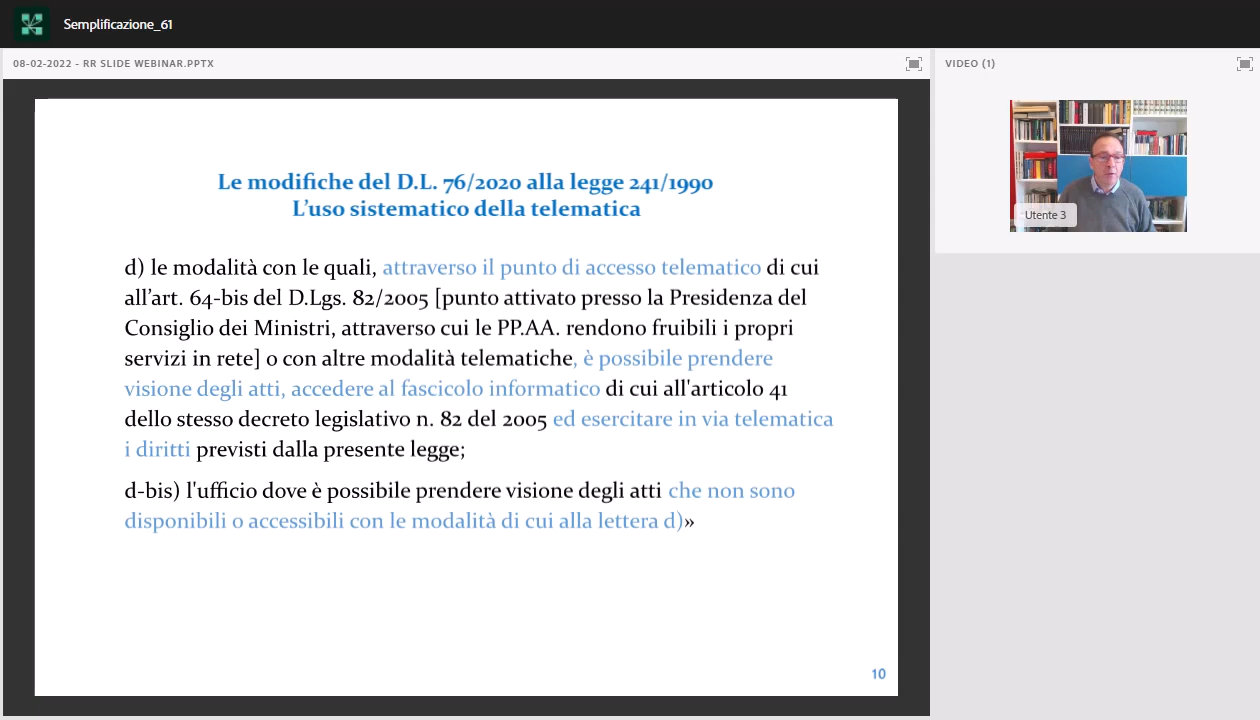 Semplificazione_61
08-02-2022 - RR SLIDE WEBINAR.PPTX
Le modifiche del D.L. 76/2020 alla legge 241/1990
L’uso sistematico della telematica
d) le modalità con le quali, attraverso il punto di accesso telematico di cui
all’art. 64-bis del D.Lgs. 82/2005 [punto attivato presso la Presidenza del
Consiglio dei Ministri, attraverso cui le PP.AA. rendono fruibili i propri
servizi in rete] o con altre modalità telematiche, è possibile prendere
visione degli atti, accedere al fascicolo informatico di cui all'articolo 41
dello stesso decreto legislativo n. 82 del 2005 ed esercitare in via telematica
i diritti previsti dalla presente legge;
d-bis) l'ufficio dove è possibile prendere visione degli atti che non sono
disponibili o accessibili con le modalità di cui alla lettera d)»
10
VIDEO (1)
Utente 3